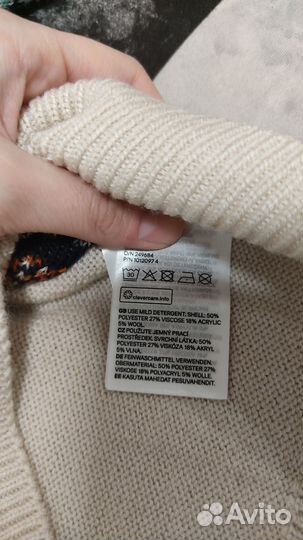 O/N 249684
P/N 1012097 4
30
clevercare.info
GB USE MILD DETERGENT; SHELL: 50%
POLYESTER 27% VISCOSE 18% ACRYLIC
5% WOOL.
CZ POUŽÍTE JEMNÝ PRACÍ
PROSTŘEDEK. SVRCHNÍ LÁTKA: 50%
POLYESTER 27% VISKÓZA 18% AKRYL
5% VLNA.
DE FEINWASCHMITTEL VERWENDEN.
OBERMATERIAL: 50% POLYESTER 27%
VISKOSE 18% POLYACRYL 5% WOLLE.
EE KASUTA MAHEDAT PESUVAHENDIT.
Avito